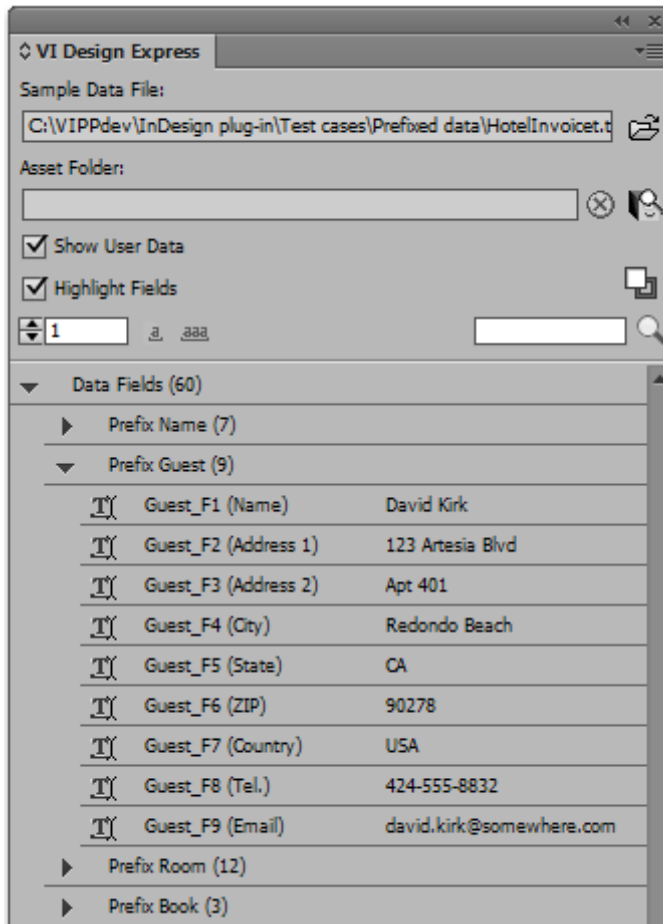 VI Design Express
Sample Data File:
C:\VIPPdev\InDesign plug-in\Test cases\Prefixed data\HotelInvoicet.t
Asset Folder:
Show User Data
Highlight Fields
1 a aaa
Data Fields (60)
Prefix Name (7)
Prefix Guest (9)
Guest_F1 (Name) David Kirk
Guest_F2 (Address 1) 123 Artesia Blvd
Guest_F3 (Address 2) Apt 401
Guest_F4 (City) Redondo Beach
Guest_F5 (State) CA
Guest_F6 (ZIP) 90278
Guest_F7 (Country) USA
Guest_F8 (Tel.) 424-555-8832
Guest_F9 (Email) david.kirk@somewhere.com
Prefix Room (12)
Prefix Book (3)